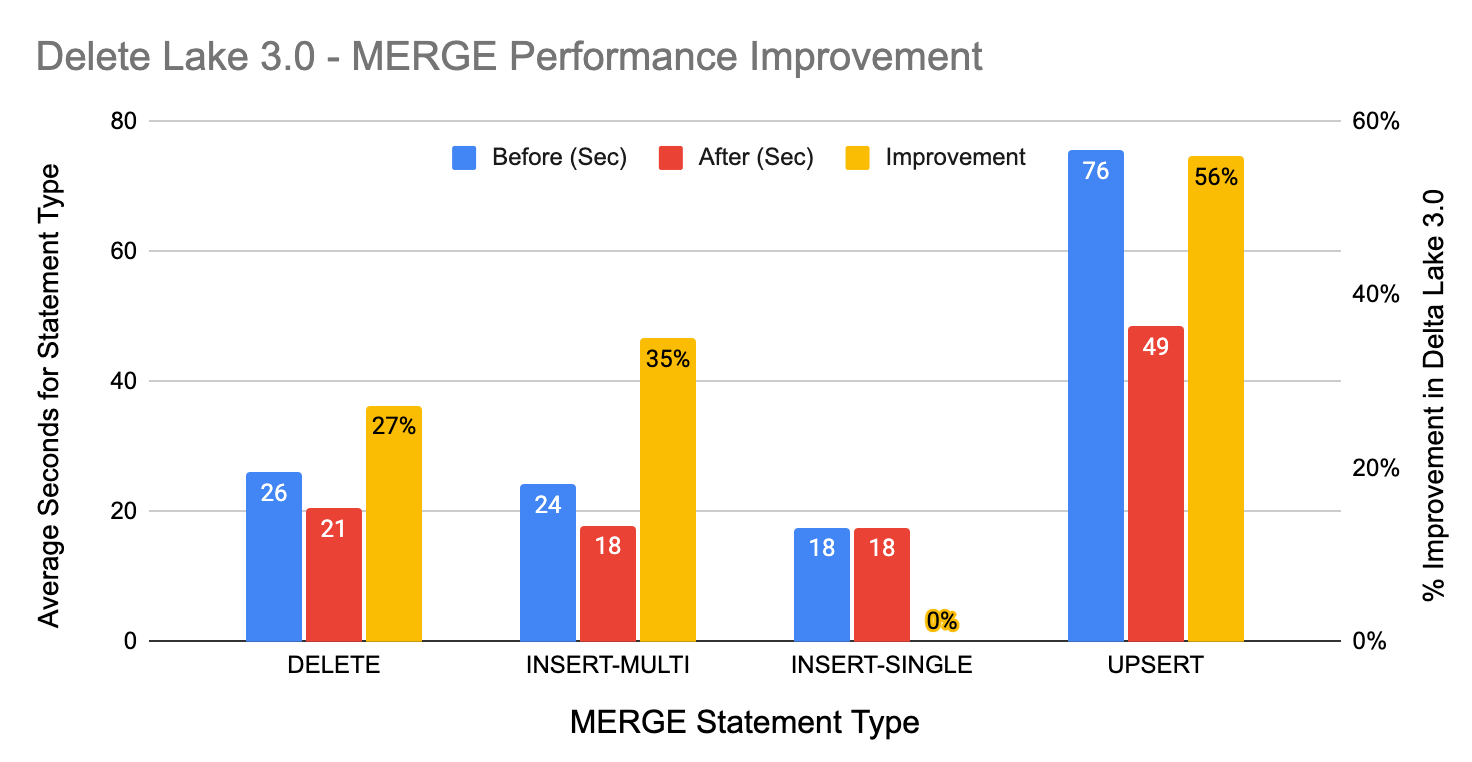 Delete Lake 3.0 - MERGE Performance Improvement
Average Seconds for Statement Type
80
60
40
20
0
Before (Sec) After (Sec) Improvement
26 21 27%
24 18 35%
18 18 0%
76 49 56%
60%
40%
20%
0%
% Improvement in Delta Lake 3.0
DELETE INSERT-MULTI INSERT-SINGLE UPSERT
MERGE Statement Type